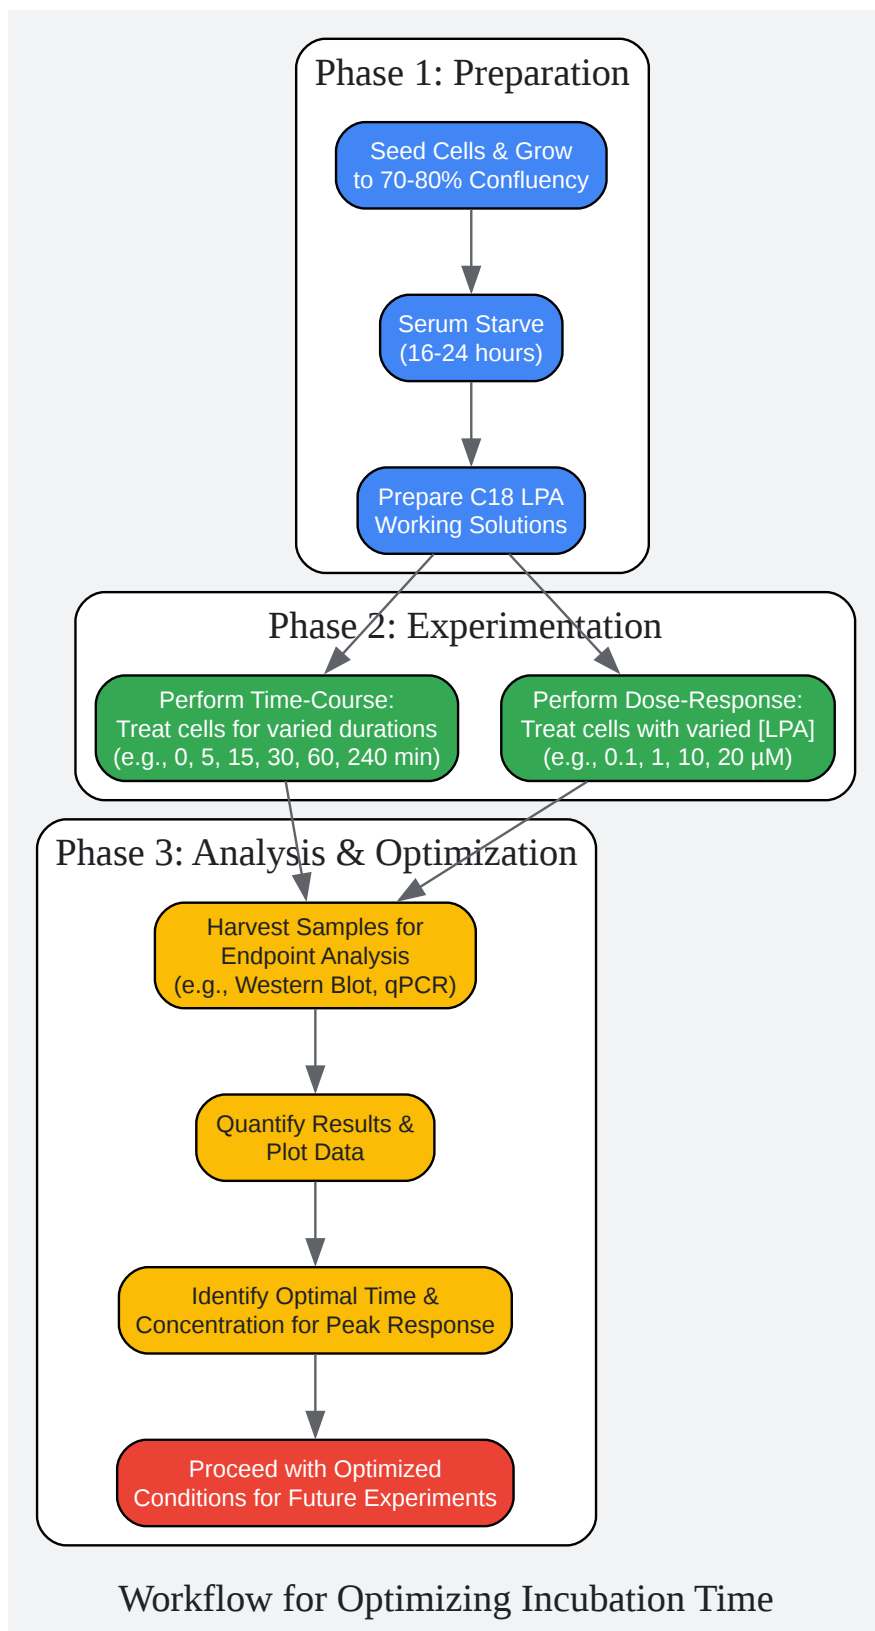 Phase 1: Preparation
Seed Cells & Grow
to 70-80% Confluency
Serum Starve
(16-24 hours)
Prepare C18 LPA
Working Solutions
Phase 2: Experimentation
Perform Time-Course:
Treat cells for varied durations
(e.g., 0, 5, 15, 30, 60, 240 min)
Perform Dose-Response:
Treat cells with varied [LPA]
(e.g., 0.1, 1, 10, 20 µM)
Phase 3: Analysis & Optimization
Harvest Samples for
Endpoint Analysis
(e.g., Western Blot, qPCR)
Quantify Results &
Plot Data
Identify Optimal Time &
Concentration for Peak Response
Proceed with Optimized
Conditions for Future Experiments
Workflow for Optimizing Incubation Time